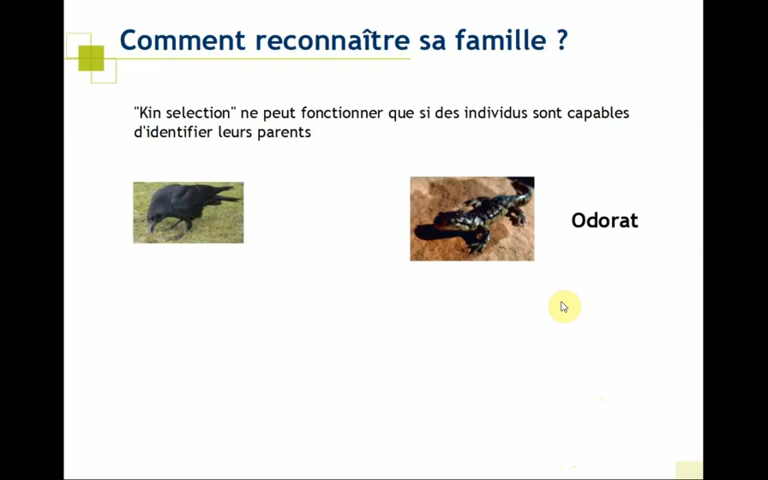 Comment reconnaître sa famille ?
"Kin selection" ne peut fonctionner que si des individus sont capables
d'identifier leurs parents
Odorat